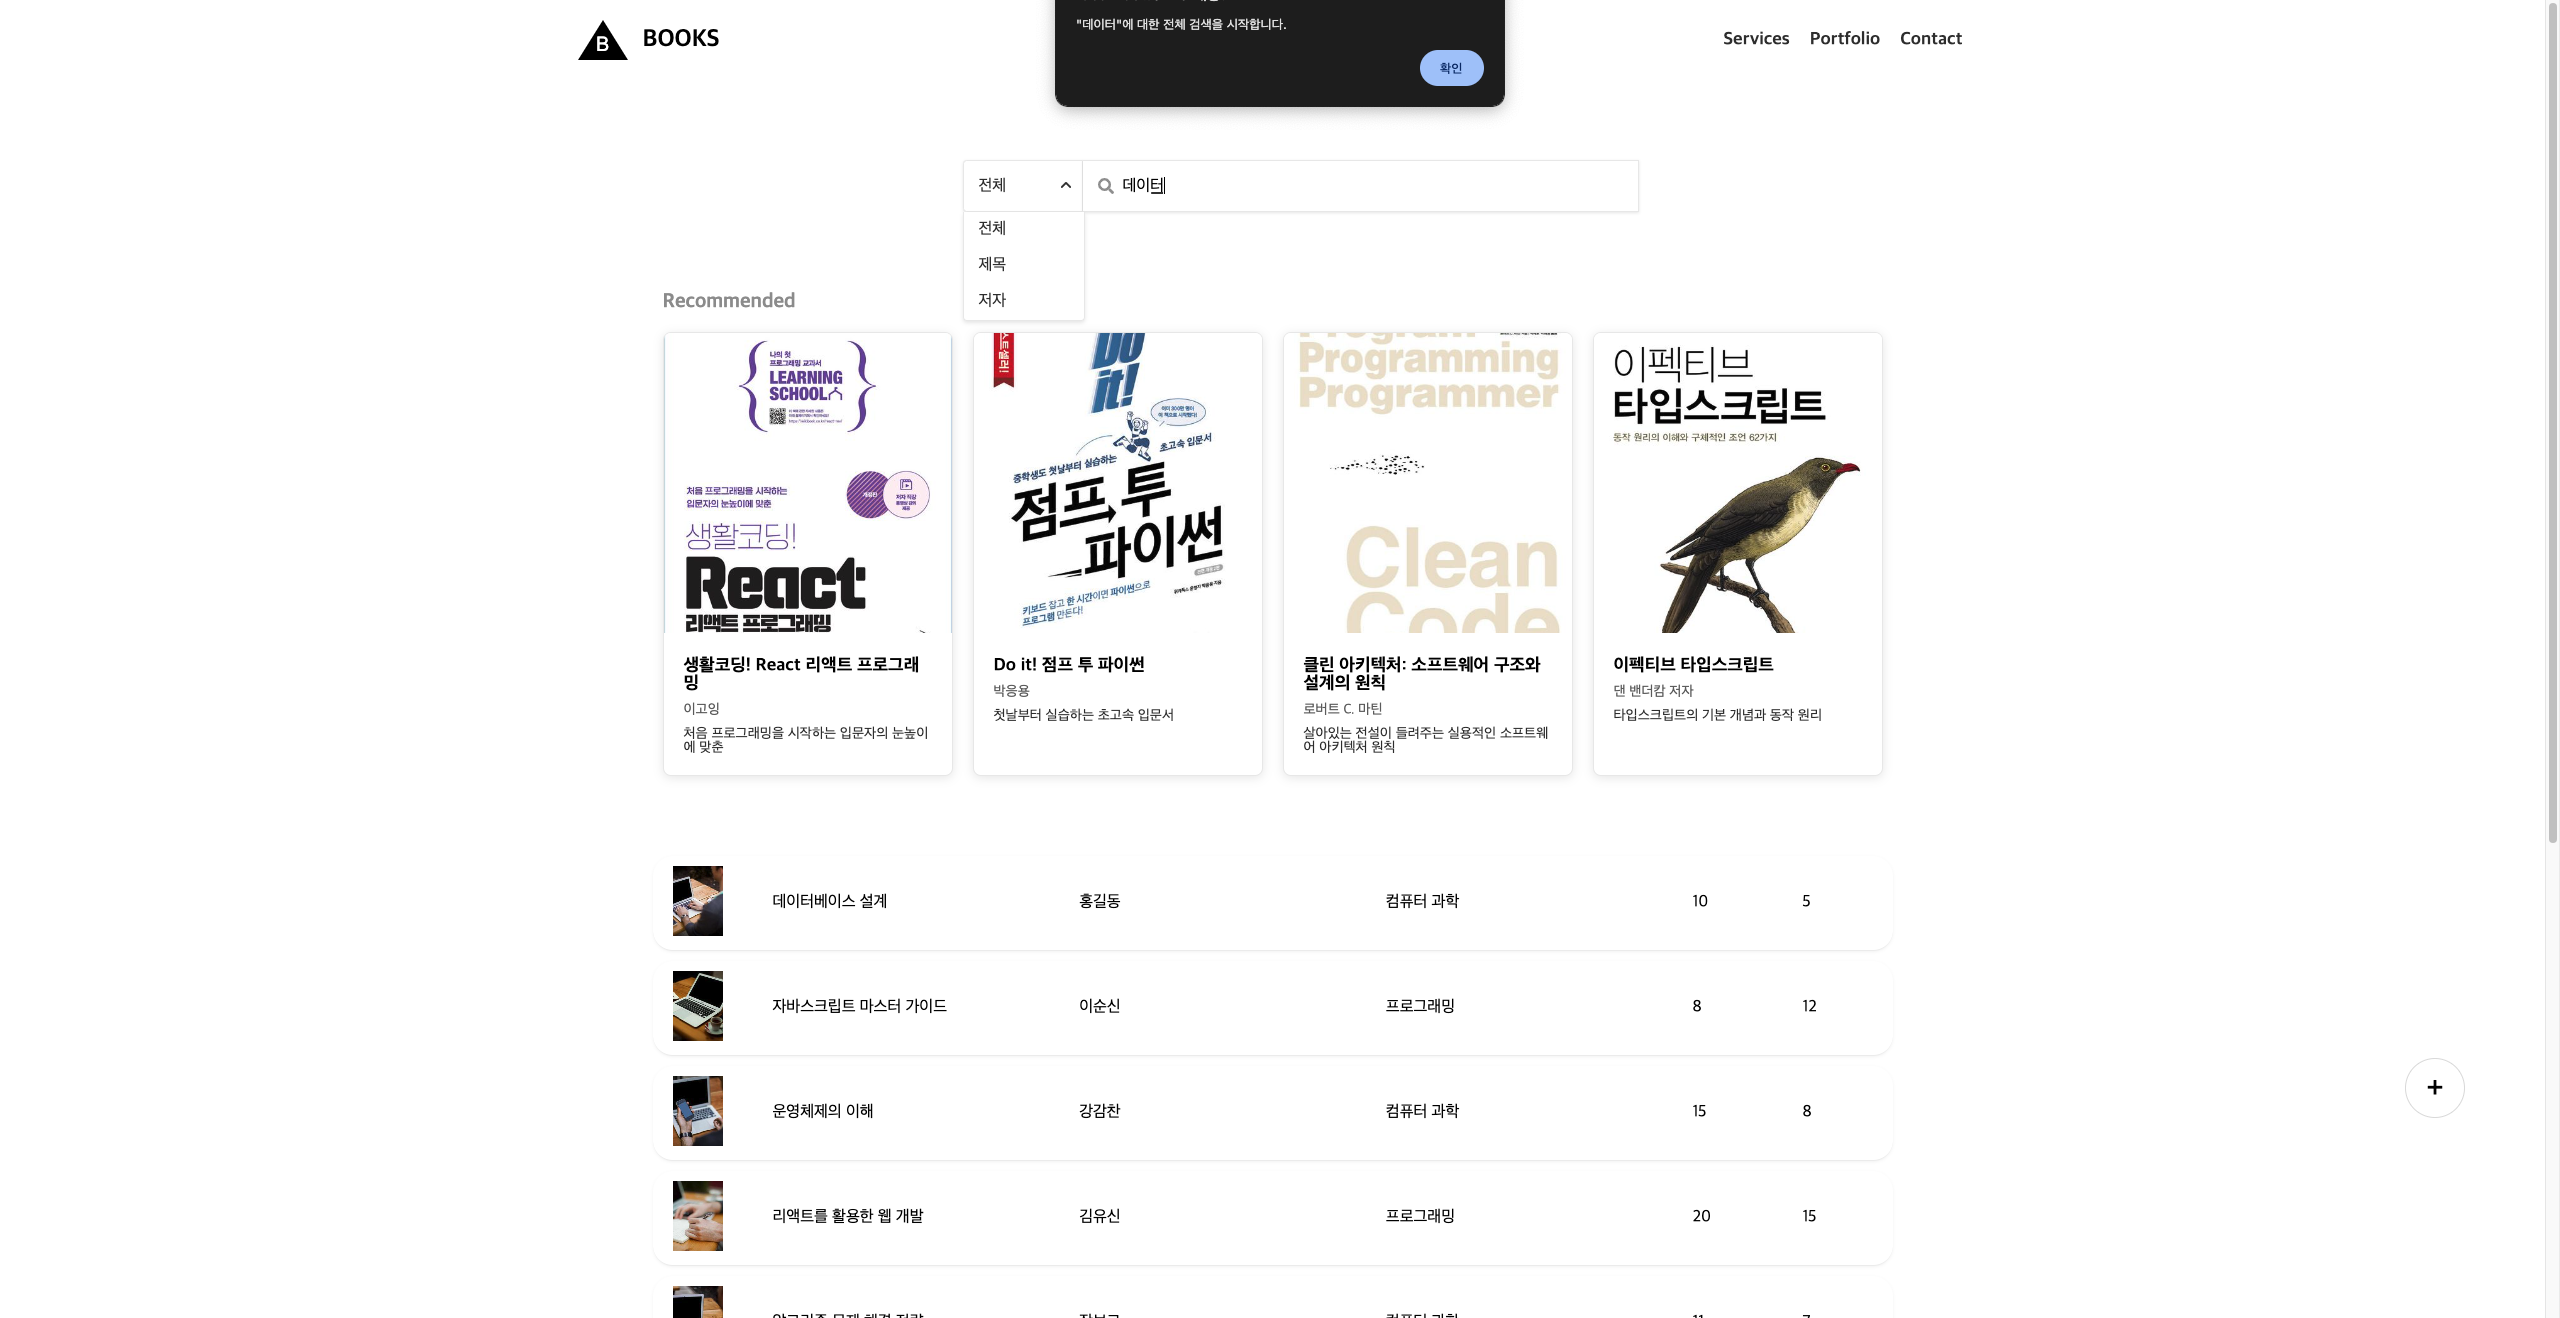 "데이터"에 대한 전체 검색을 시작합니다.
확인
B BOOKS
Services Portfolio Contact
전체
데이터
전체
제목
저자
Recommended
나의 첫
프로그래밍 교과서
LEARNING
SCHOOL
처음 프로그래밍을 시작하는
입문자의 눈높이에 맞춘
개정판
저자 직강
동영상 강의
제공
생활코딩!
React
리액트 프로그래밍
생활코딩! React 리액트 프로그래
밍
이고잉
처음 프로그래밍을 시작하는 입문자의 눈높이
에 맞춘
스트셀러!
DO
it!
중학생도 첫날부터 실습하는
초고속 입문서
점프 투
파이썬
키보드 잡고 한 시간이면 파이썬으로
프로그램 만든다!
Do it! 점프 투 파이썬
박응용
첫날부터 실습하는 초고속 입문서
Program
Programming
Programmer
Clean
Code
클린 아키텍처: 소프트웨어 구조와
설계의 원칙
로버트 C. 마틴
살아있는 전설이 들려주는 실용적인 소프트웨
어 아키텍처 원칙
이펙티브
타입스크립트
동작 원리의 이해와 구체적인 조언 62가지
이펙티브 타입스크립트
댄 밴더캄 저자
타입스크립트의 기본 개념과 동작 원리
데이터베이스 설계 홍길동 컴퓨터 과학 10 5
자바스크립트 마스터 가이드 이순신 프로그래밍 8 12
운영체제의 이해 강감찬 컴퓨터 과학 15 8
리액트를 활용한 웹 개발 김유신 프로그래밍 20 15
+